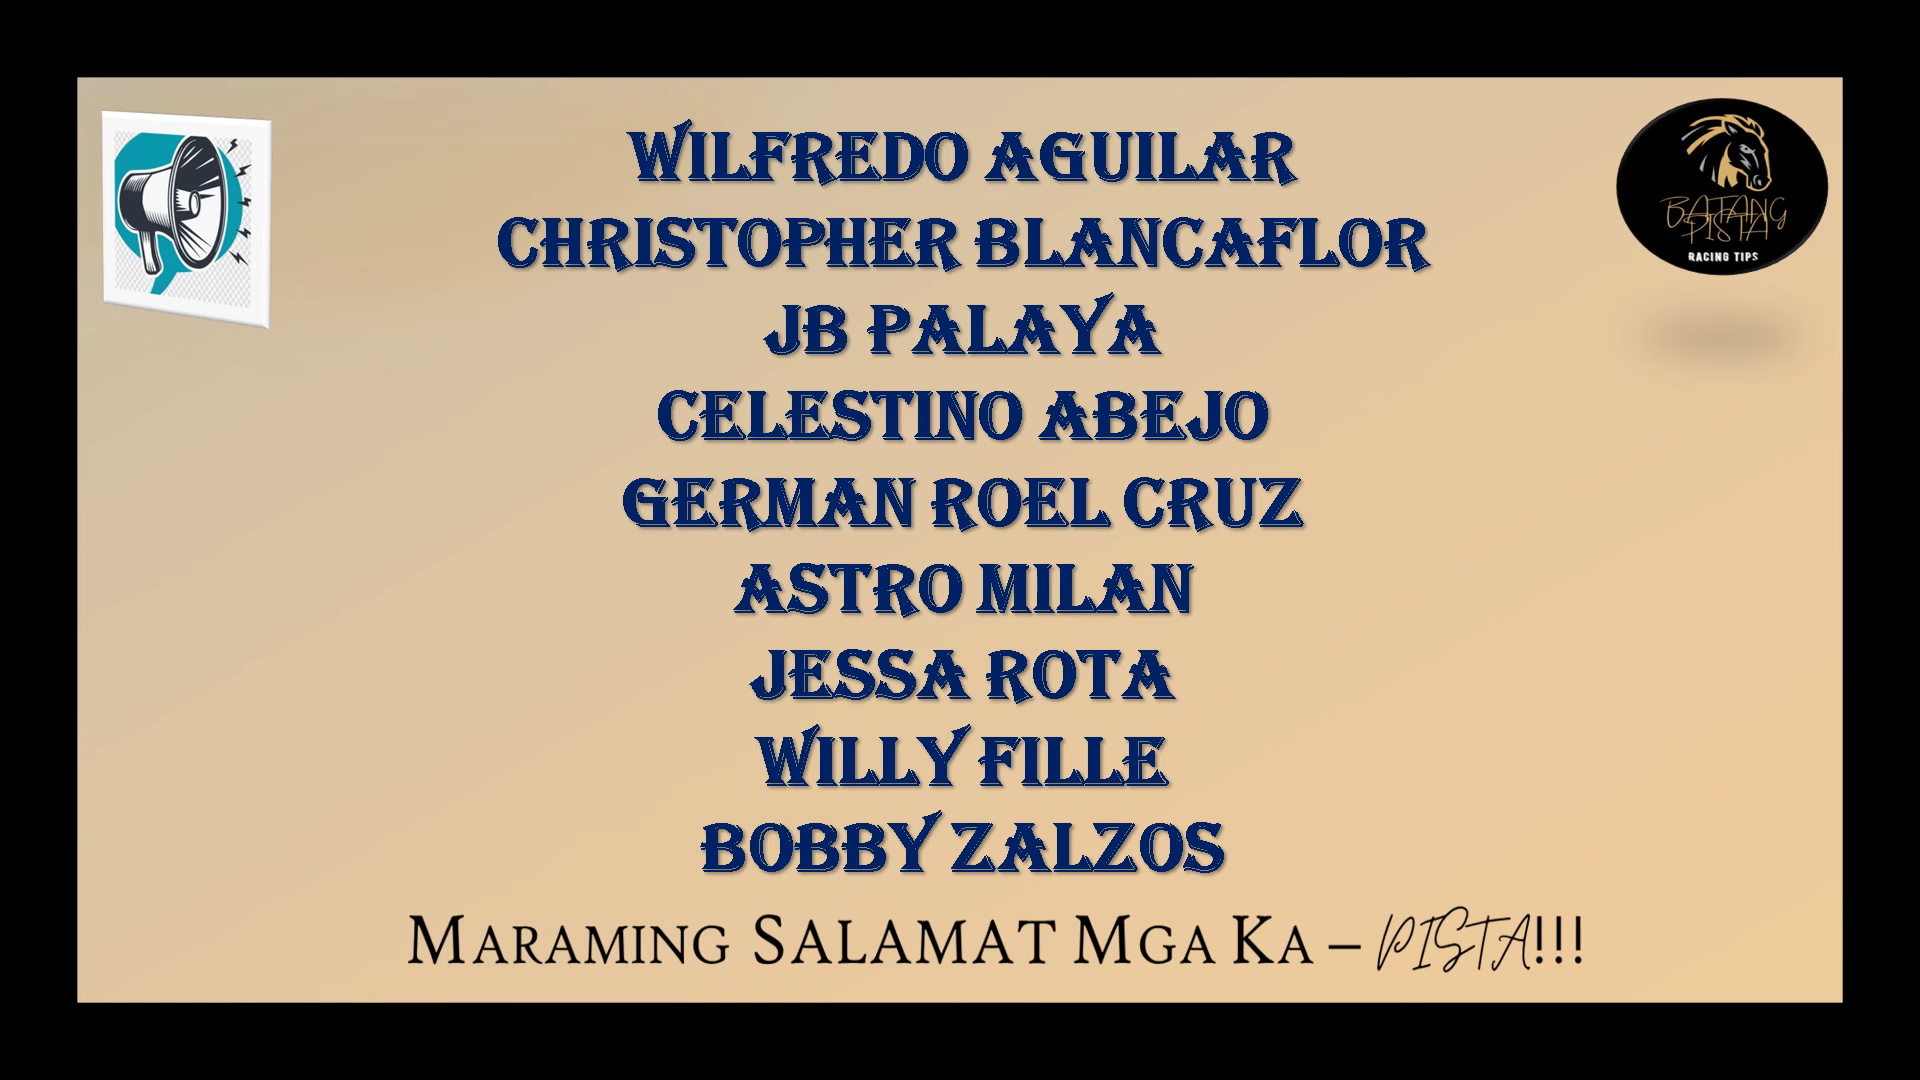 WILFREDO AGUILAR
CHRISTOPHER BLANCAFLOR
JB PALAYA
CELESTINO ABEJO
GERMAN ROEL CRUZ
ASTRO MILAN
JESSA ROTA
WILLY FILLE
BOBBY ZALZOS
MARAMING SALAMAT MGA KA – PISTA!!!
BATANG
PISTA
RACING TIPS